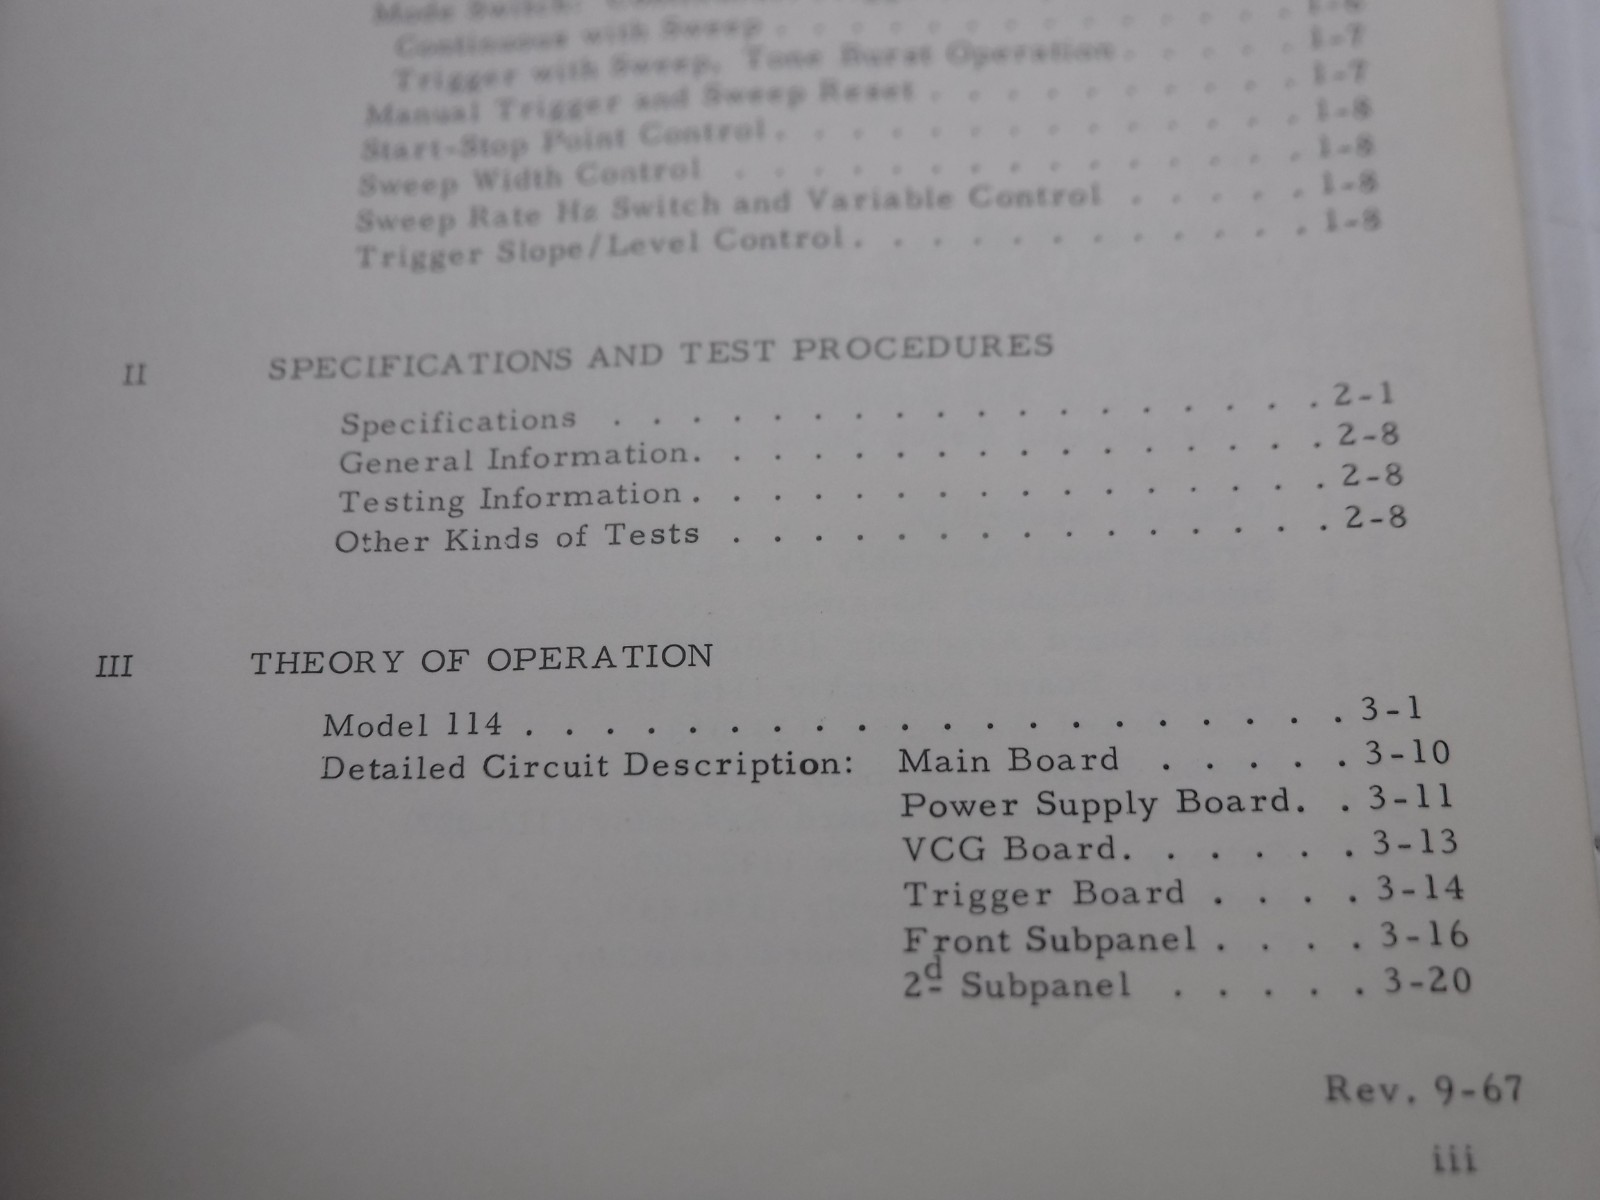 Mode Switch:
Continuous with Sweep . . . . . . . . . . . . . . 1-7
Trigger with Sweep, Tone Burst Operation . . . . . 1-7
Manual Trigger and Sweep Reset . . . . . . . . . . 1-8
Start-Stop Point Control . . . . . . . . . . . . . . 1-8
Sweep Width Control . . . . . . . . . . . . . . 1-8
Sweep Rate Hz Switch and Variable Control . . . . . 1-8
Trigger Slope/Level Control . . . . . . . . . . . . 1-8
II SPECIFICATIONS AND TEST PROCEDURES
Specifications . . . . . . . . . . . . . . . . . . 2-1
General Information. . . . . . . . . . . . . . . . 2-8
Testing Information . . . . . . . . . . . . . . . . 2-8
Other Kinds of Tests . . . . . . . . . . . . . . . 2-8
III THEORY OF OPERATION
Model 114 . . . . . . . . . . . . . . . . . . . . . 3-1
Detailed Circuit Description: Main Board . . . . . 3-10
Power Supply Board. . 3-11
VCG Board. . . . . . 3-13
Trigger Board . . . . 3-14
Front Subpanel . . . . 3-16
2d Subpanel . . . . . 3-20
Rev. 9-67
iii